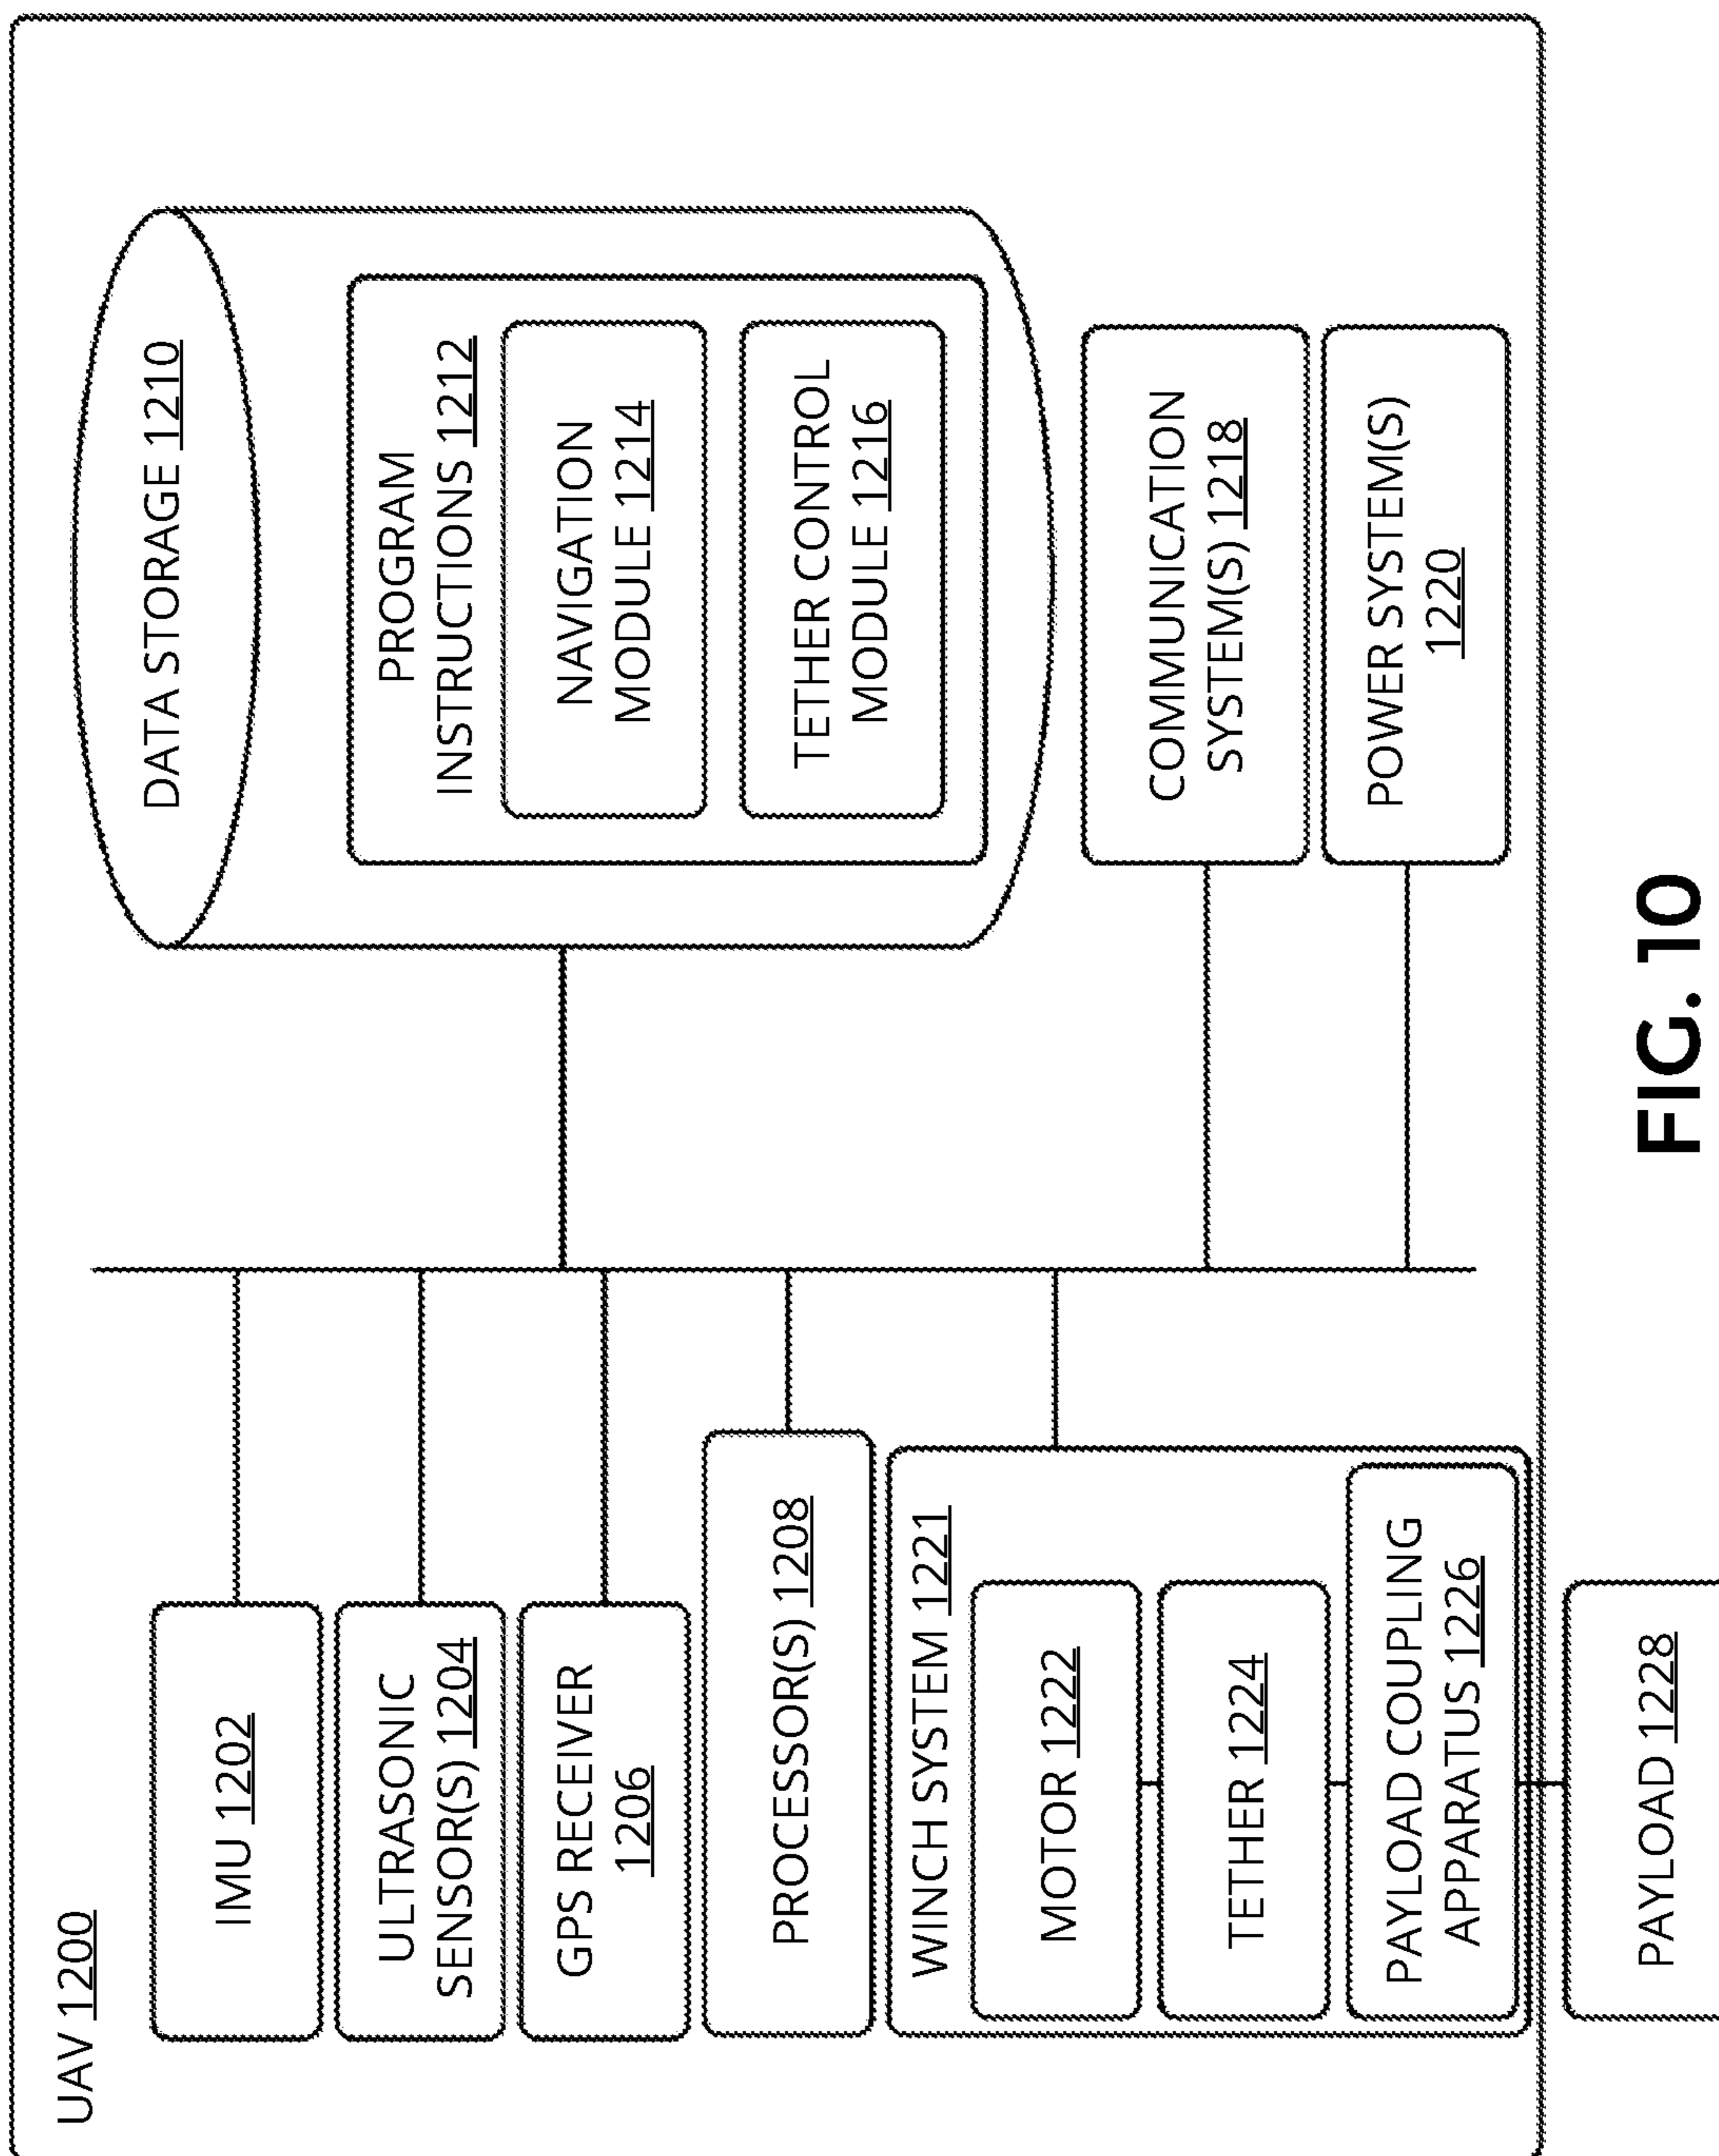 UAV 1200
IMU 1202
ULTRASONIC
SENSOR(S) 1204
GPS RECEIVER
1206
PROCESSOR(S) 1208
WINCH SYSTEM 1221
MOTOR 1222
TETHER 1224
PAYLOAD COUPLING
APPARATUS 1226
PAYLOAD 1228
DATA STORAGE 1210
PROGRAM
INSTRUCTIONS 1212
NAVIGATION
MODULE 1214
TETHER CONTROL
MODULE 1216
COMMUNICATION
SYSTEM(S) 1218
POWER SYSTEM(S)
1220
FIG. 10